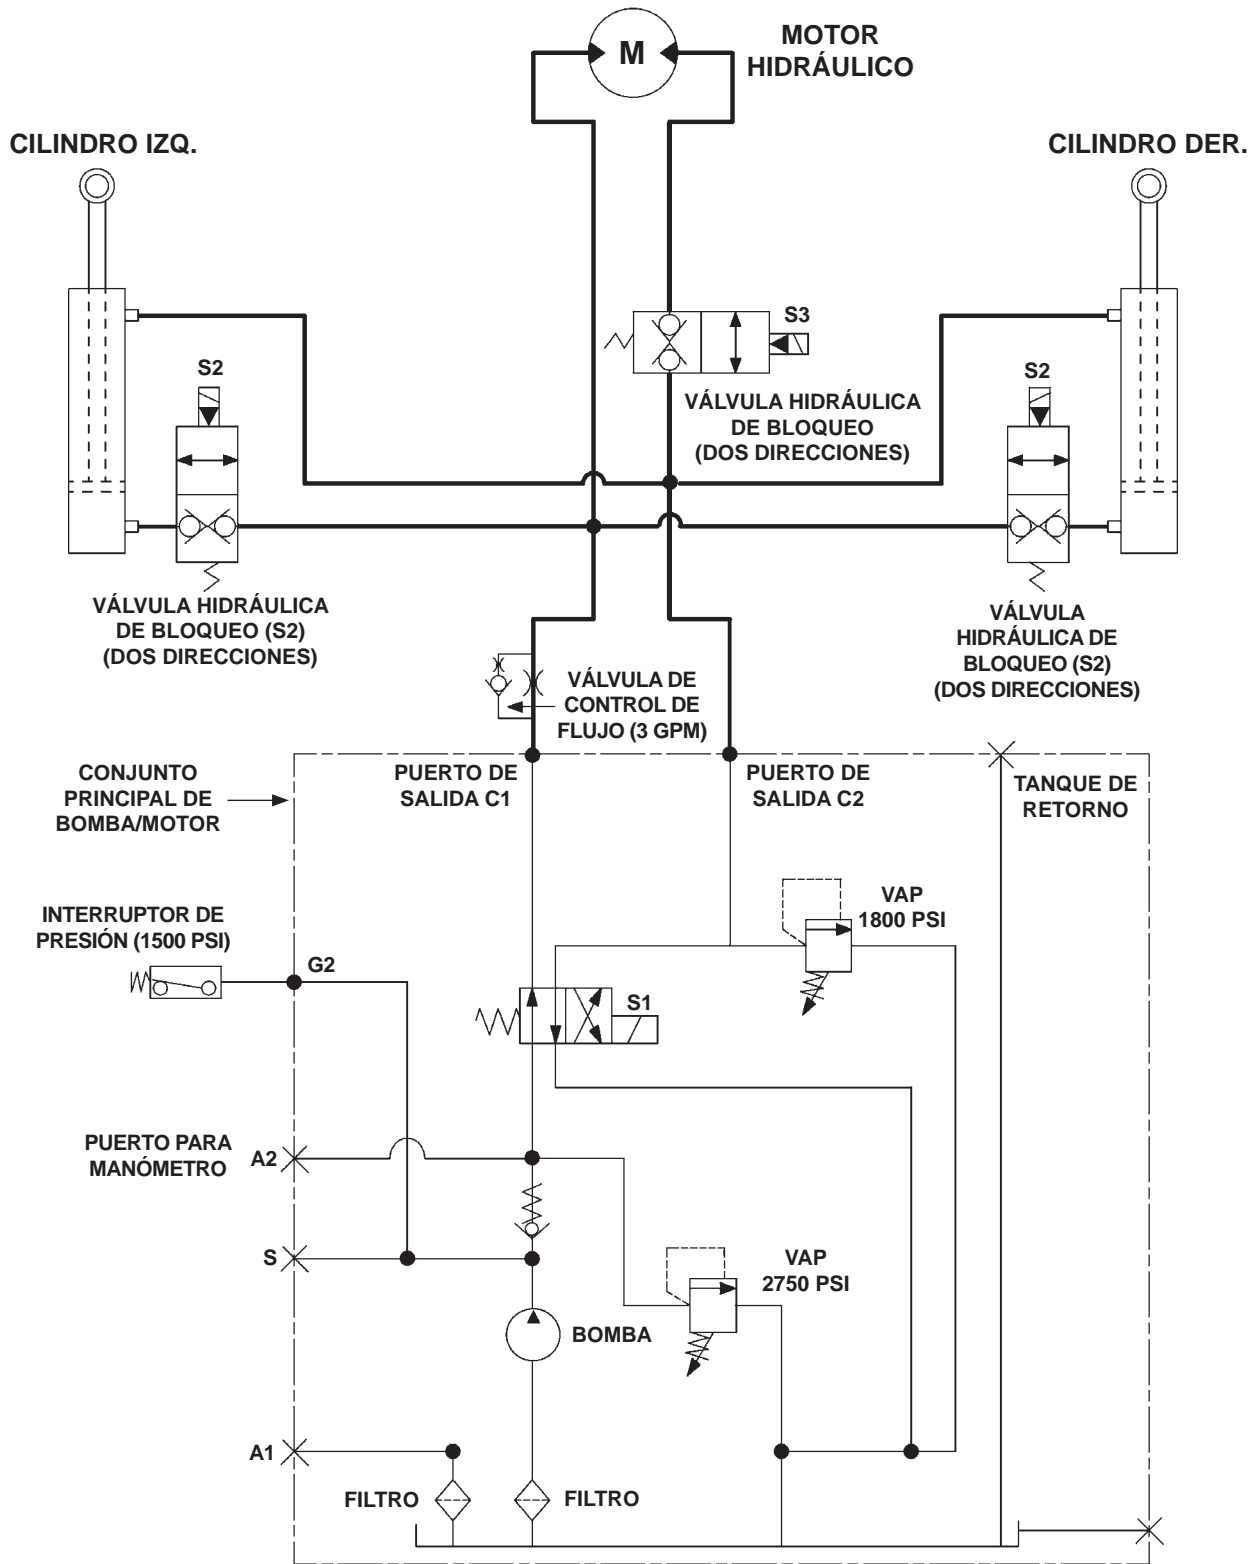 MOTOR
HIDRÁULICO
M
CILINDRO IZQ.
CILINDRO DER.
S3
S2
S2
VÁLVULA HIDRÁULICA
DE BLOQUEO
(DOS DIRECCIONES)
VÁLVULA HIDRÁULICA
DE BLOQUEO (S2)
(DOS DIRECCIONES)
VÁLVULA
HIDRÁULICA DE
BLOQUEO (S2)
(DOS DIRECCIONES)
VÁLVULA DE
CONTROL DE
FLUJO (3 GPM)
CONJUNTO
PRINCIPAL DE
BOMBA/MOTOR
PUERTO DE
SALIDA C1
PUERTO DE
SALIDA C2
TANQUE DE
RETORNO
INTERRUPTOR DE
PRESIÓN (1500 PSI)
G2
VAP
1800 PSI
S1
PUERTO PARA
MANÓMETRO
A2
S
VAP
2750 PSI
BOMBA
A1
FILTRO
FILTRO